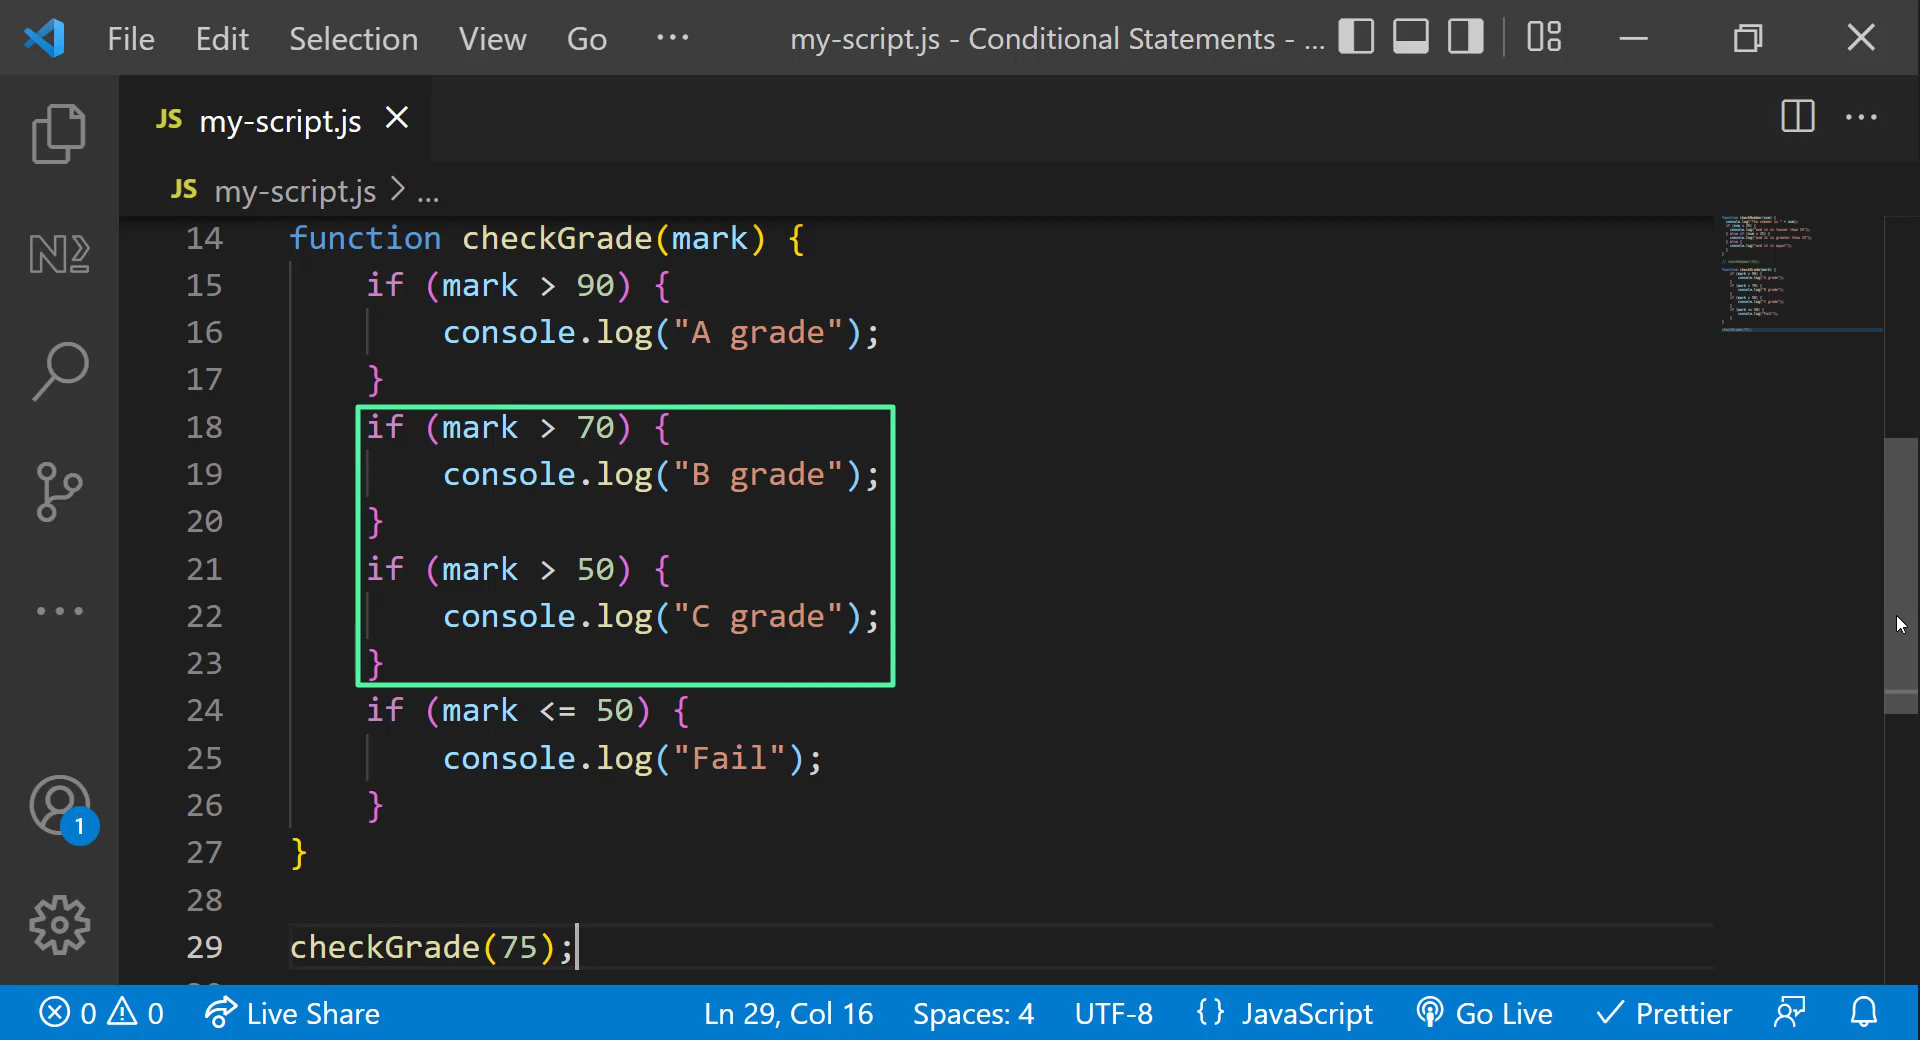 File Edit Selection View Go ··· my-script.js - Conditional Statements - ...
JS my-script.js
JS my-script.js > ...
14 function checkGrade(mark) {
15 if (mark > 90) {
16 console.log("A grade");
17 }
18 if (mark > 70) {
19 console.log("B grade");
20 }
21 if (mark > 50) {
22 console.log("C grade");
23 }
24 if (mark <= 50) {
25 console.log("Fail");
26 }
27 }
28
29 checkGrade(75);
1
0 0 Live Share Ln 29, Col 16 Spaces: 4 UTF-8 {} JavaScript Go Live Prettier